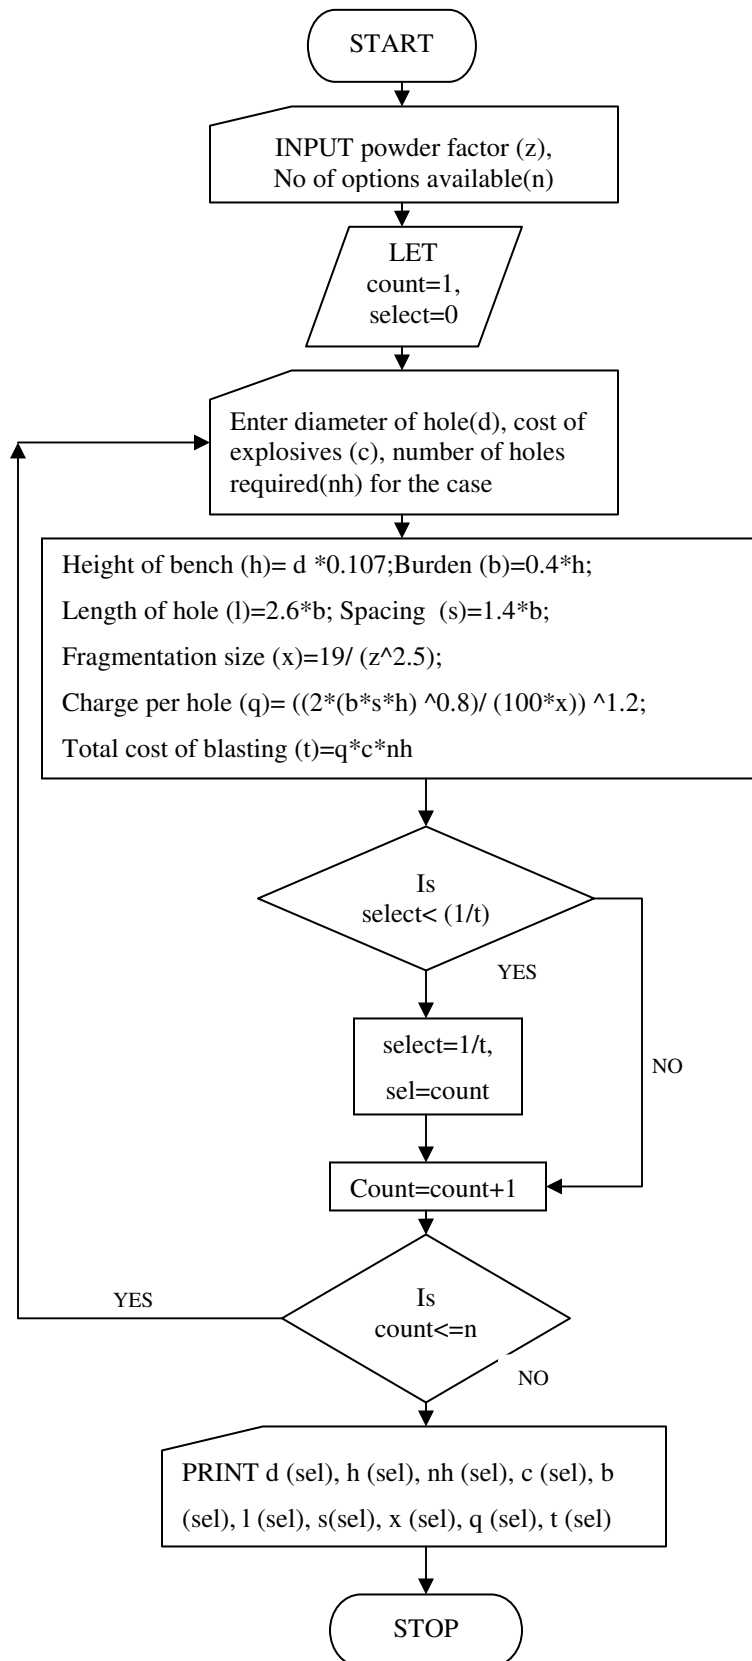 START
INPUT powder factor (z),
No of options available(n)
LET
count=1,
select=0
Enter diameter of hole(d), cost of
explosives (c), number of holes
required(nh) for the case
Height of bench (h)= d *0.107;Burden (b)=0.4*h;
Length of hole (l)=2.6*b; Spacing (s)=1.4*b;
Fragmentation size (x)=19/ (z^2.5);
Charge per hole (q)= ((2*(b*s*h) ^0.8)/ (100*x)) ^1.2;
Total cost of blasting (t)=q*c*nh
Is
select< (1/t)
YES
select=1/t,
sel=count
NO
Count=count+1
YES
Is
count<=n
NO
PRINT d (sel), h (sel), nh (sel), c (sel), b
(sel), l (sel), s(sel), x (sel), q (sel), t (sel)
STOP